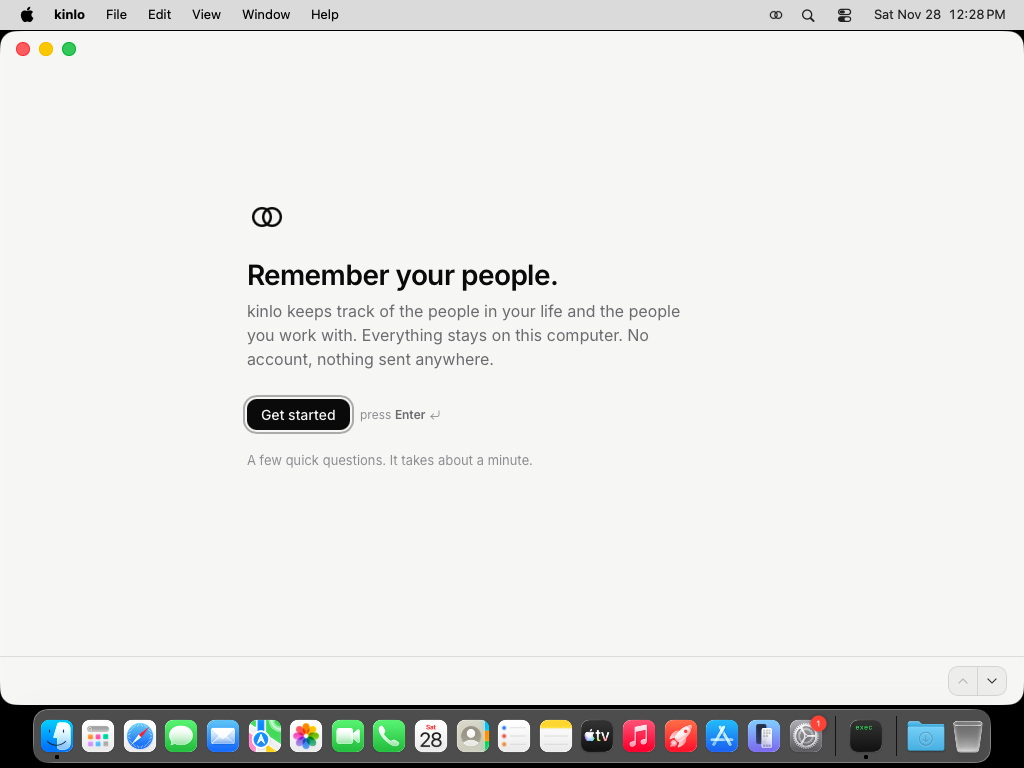 kinlo File Edit View Window Help Sat Nov 28 12:28 PM
Remember your people.
kinlo keeps track of the people in your life and the people
you work with. Everything stays on this computer. No
account, nothing sent anywhere.
Get started press Enter
A few quick questions. It takes about a minute.
Sat
28
tv
1
exec